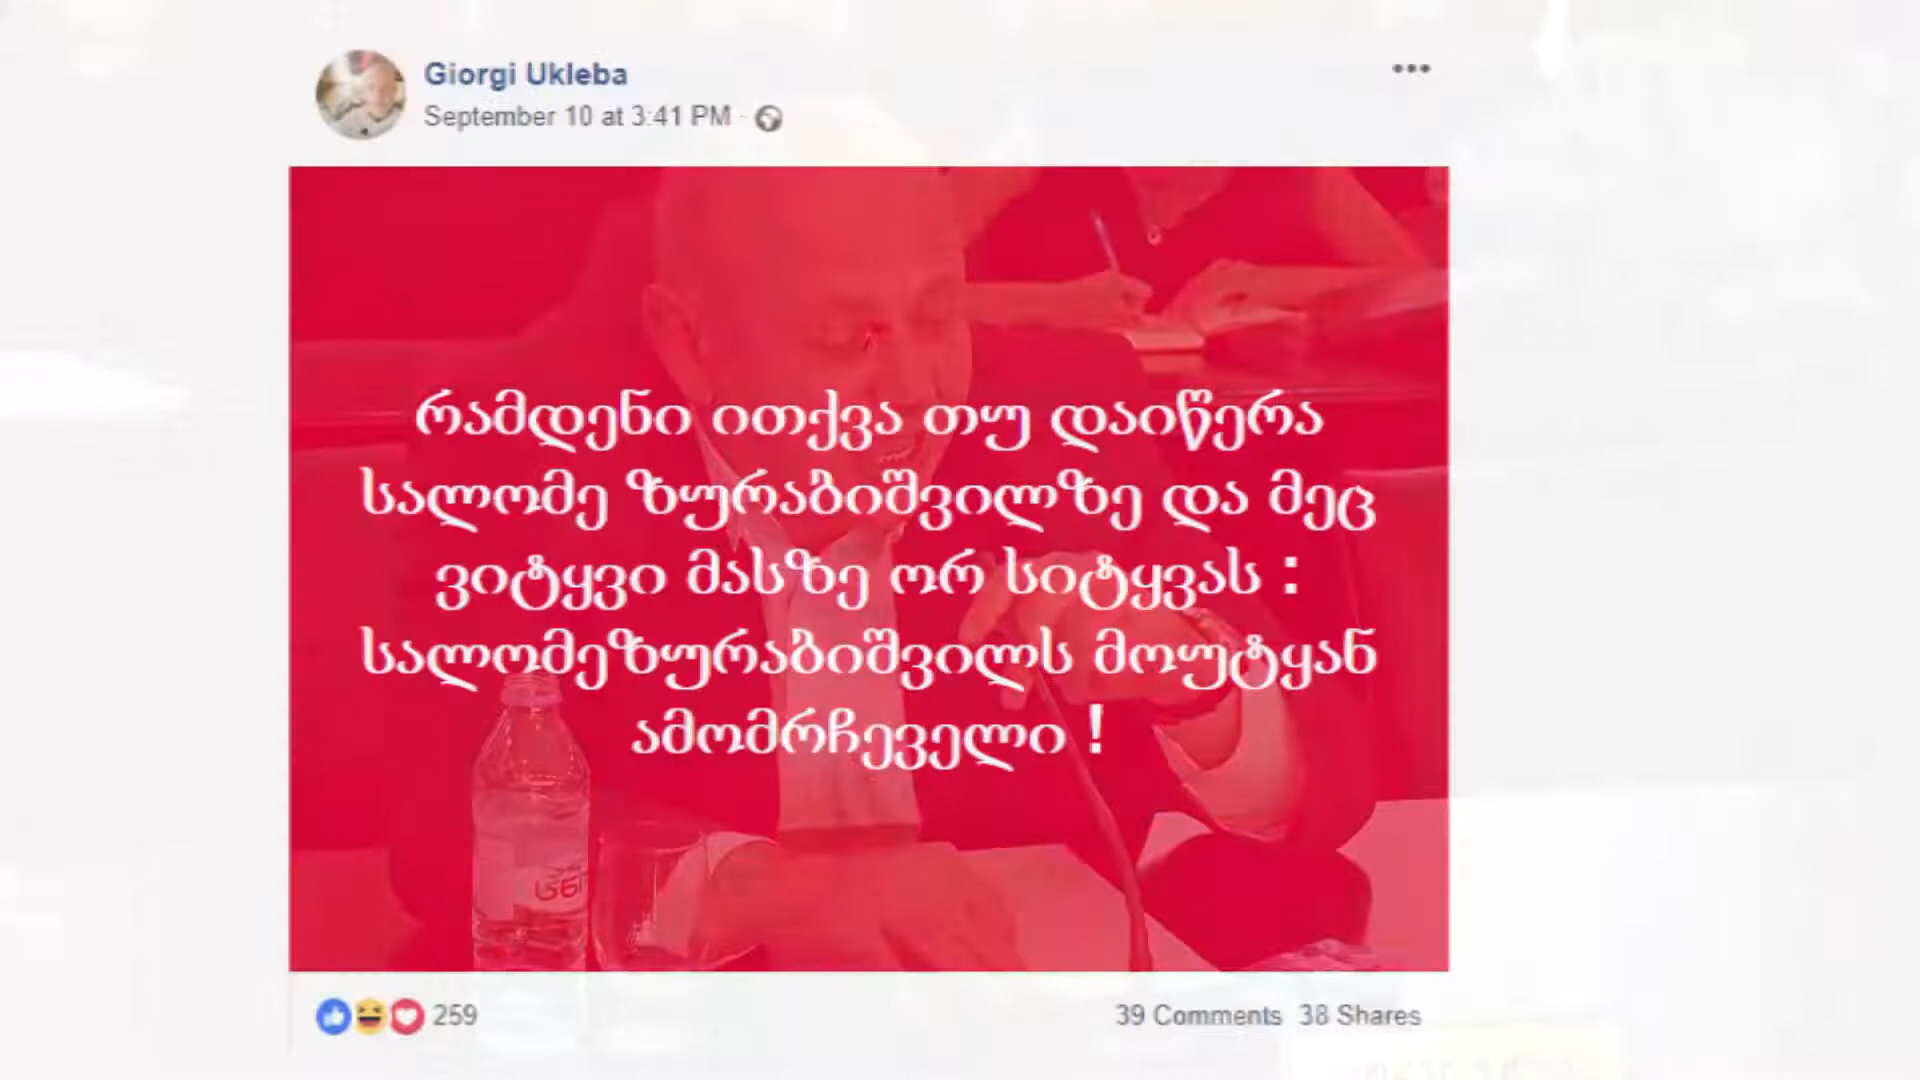 Giorgi Ukleba
September 10 at 3:41 PM
რამდენი ითქვა თუ დაიწერა
სალომე ზურაბიშვილზე და მეც
ვიტყვი მასზე ორ სიტყვას :
სალომეზურაბიშვილს მოუტყან
ამომრჩეველი !
259
39 Comments 38 Shares